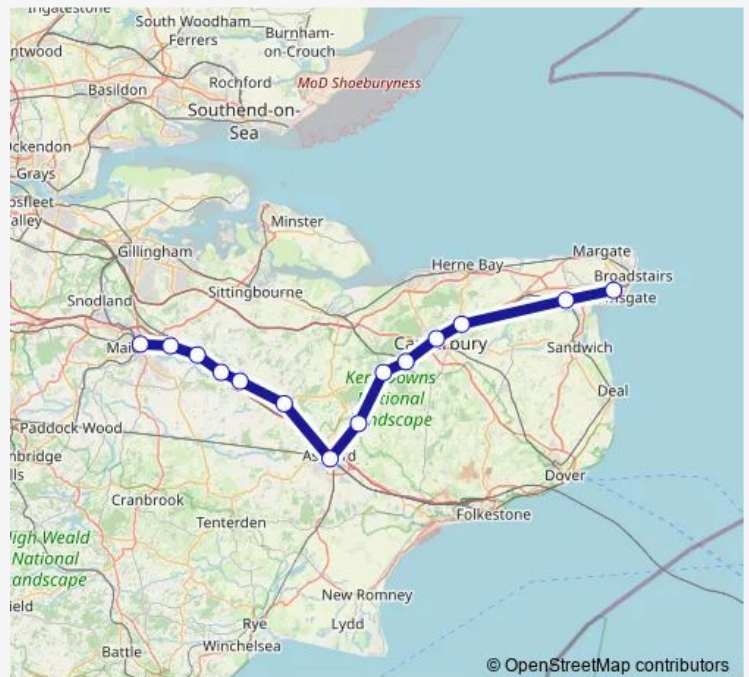 South Woodham
Ferrers
Burnham-
on-Crouch
Rochford
MoD Shoeburyness
Basildon
Southend-on-
Sea
Grays
Minster
Gillingham
Margate
Herne Bay
Broadstairs
Sittingbourne
Snodland
Sandwich
Deal
National
Paddock Wood
Dover
Cranbrook
Folkestone
Tenterden
National
New Romney
Rye
Lydd
Winchelsea
Battle
© OpenStreetMap contributors